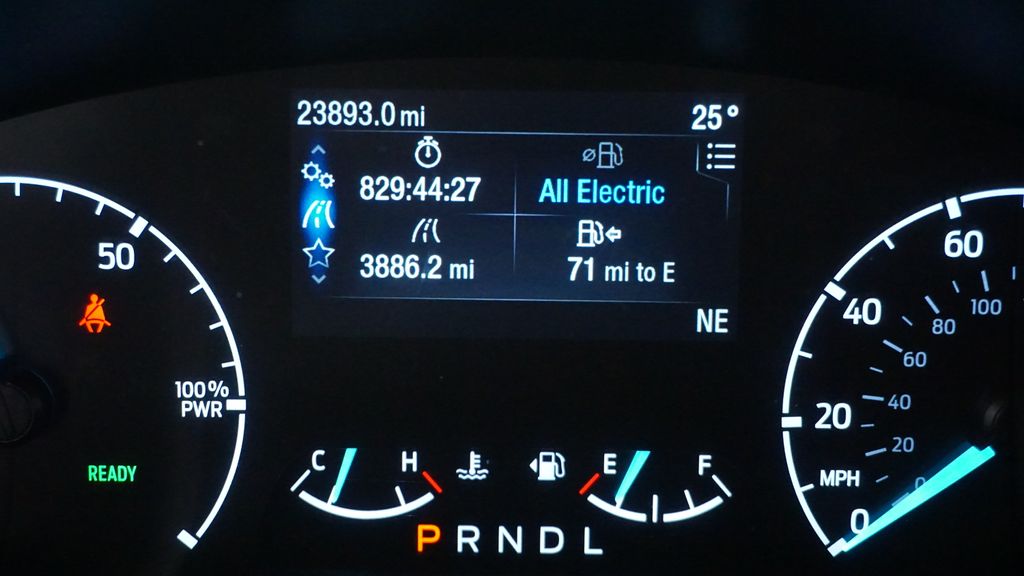 23893.0 mi
25°
829:44:27
All Electric
3886.2 mi
71 mi to E
NE
50
100%
PWR
READY
C H
E F
P R N D L
60
40
20
MPH
0
100
80
60
40
20
0